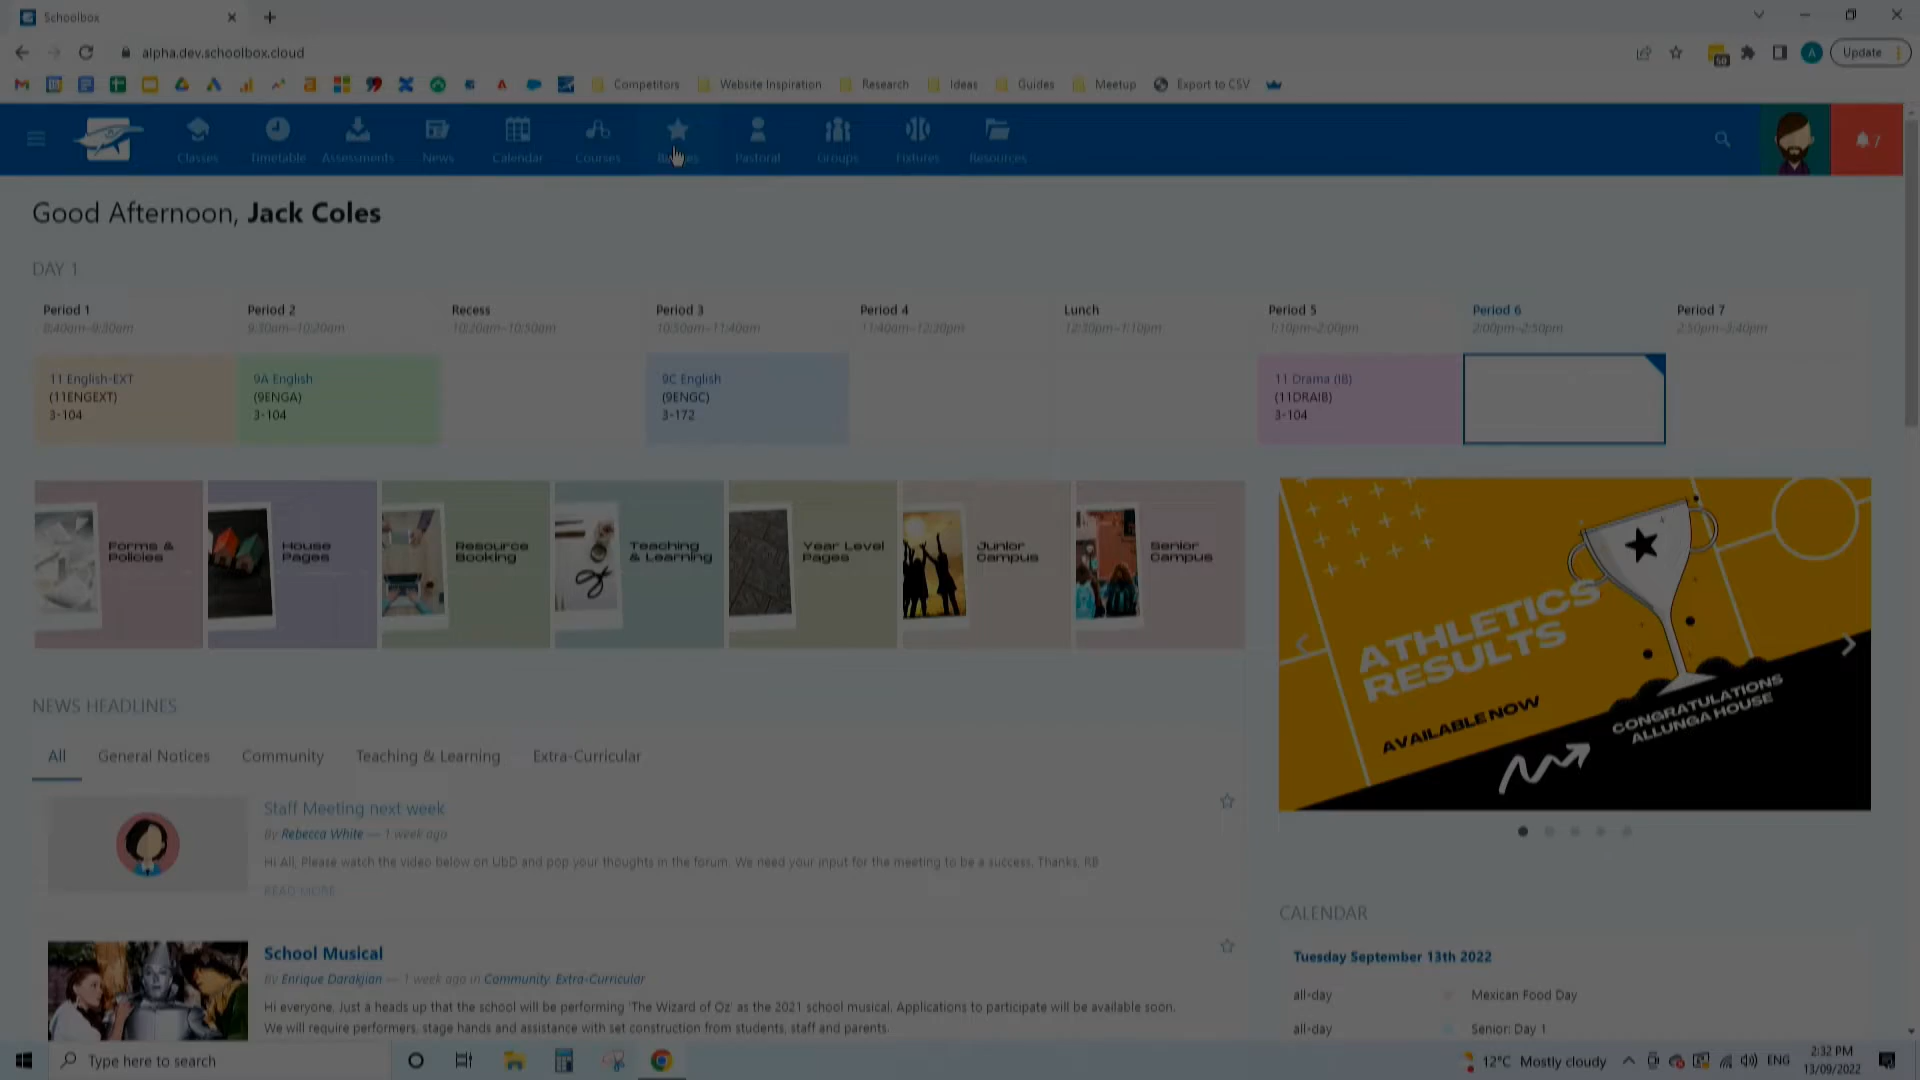 Schoolbox
alpha.dev.schoolbox.cloud
Update
Competitors
Website Inspiration
Research
Ideas
Guides
Meetup
Export to CSV
Classes
Timetable
Assessments
News
Calendar
Courses
Pastoral
Groups
Fixtures
Resources
7
Good Afternoon, Jack Coles
DAY 1
Period 1
Period 2
Recess
Period 3
Period 4
Lunch
Period 5
Period 6
Period 7
8:40am–9:30am
9:30am–10:20am
10:20am–10:50am
10:50am–11:40am
11:40am–12:30pm
12:30pm–1:10pm
1:10pm–2:00pm
2:00pm–2:50pm
2:50pm–3:40pm
11 English-EXT
(11ENGEXT)
3-104
9A English
(9ENGA)
3-104
9C English
(9ENGC)
3-172
11 Drama (IB)
(11DRAIB)
3-104
Forms &
Policies
House
Pages
Resource
Booking
Teaching
& Learning
Year Level
Pages
Junior
Campus
Senior
Campus
ATHLETICS
RESULTS
AVAILABLE NOW
CONGRATULATIONS
ALLUNGA HOUSE
NEWS HEADLINES
All
General Notices
Community
Teaching & Learning
Extra-Curricular
Staff Meeting next week
By Rebecca White — 1 week ago
Hi All, Please watch the video below on UbD and pop your thoughts in the forum. We need your input for the meeting to be a success. Thanks, RB
READ MORE
School Musical
By Enrique Darakjian — 1 week ago in Community, Extra-Curricular
Hi everyone. Just a heads up that the school will be performing 'The Wizard of Oz' as the 2021 school musical. Applications to participate will be available soon.
We will require performers, stage hands and assistance with set construction from students, staff and parents.
CALENDAR
Tuesday September 13th 2022
all-day
Mexican Food Day
all-day
Senior: Day 1
Type here to search
12°C Mostly cloudy
ENG
2:32 PM
13/09/2022